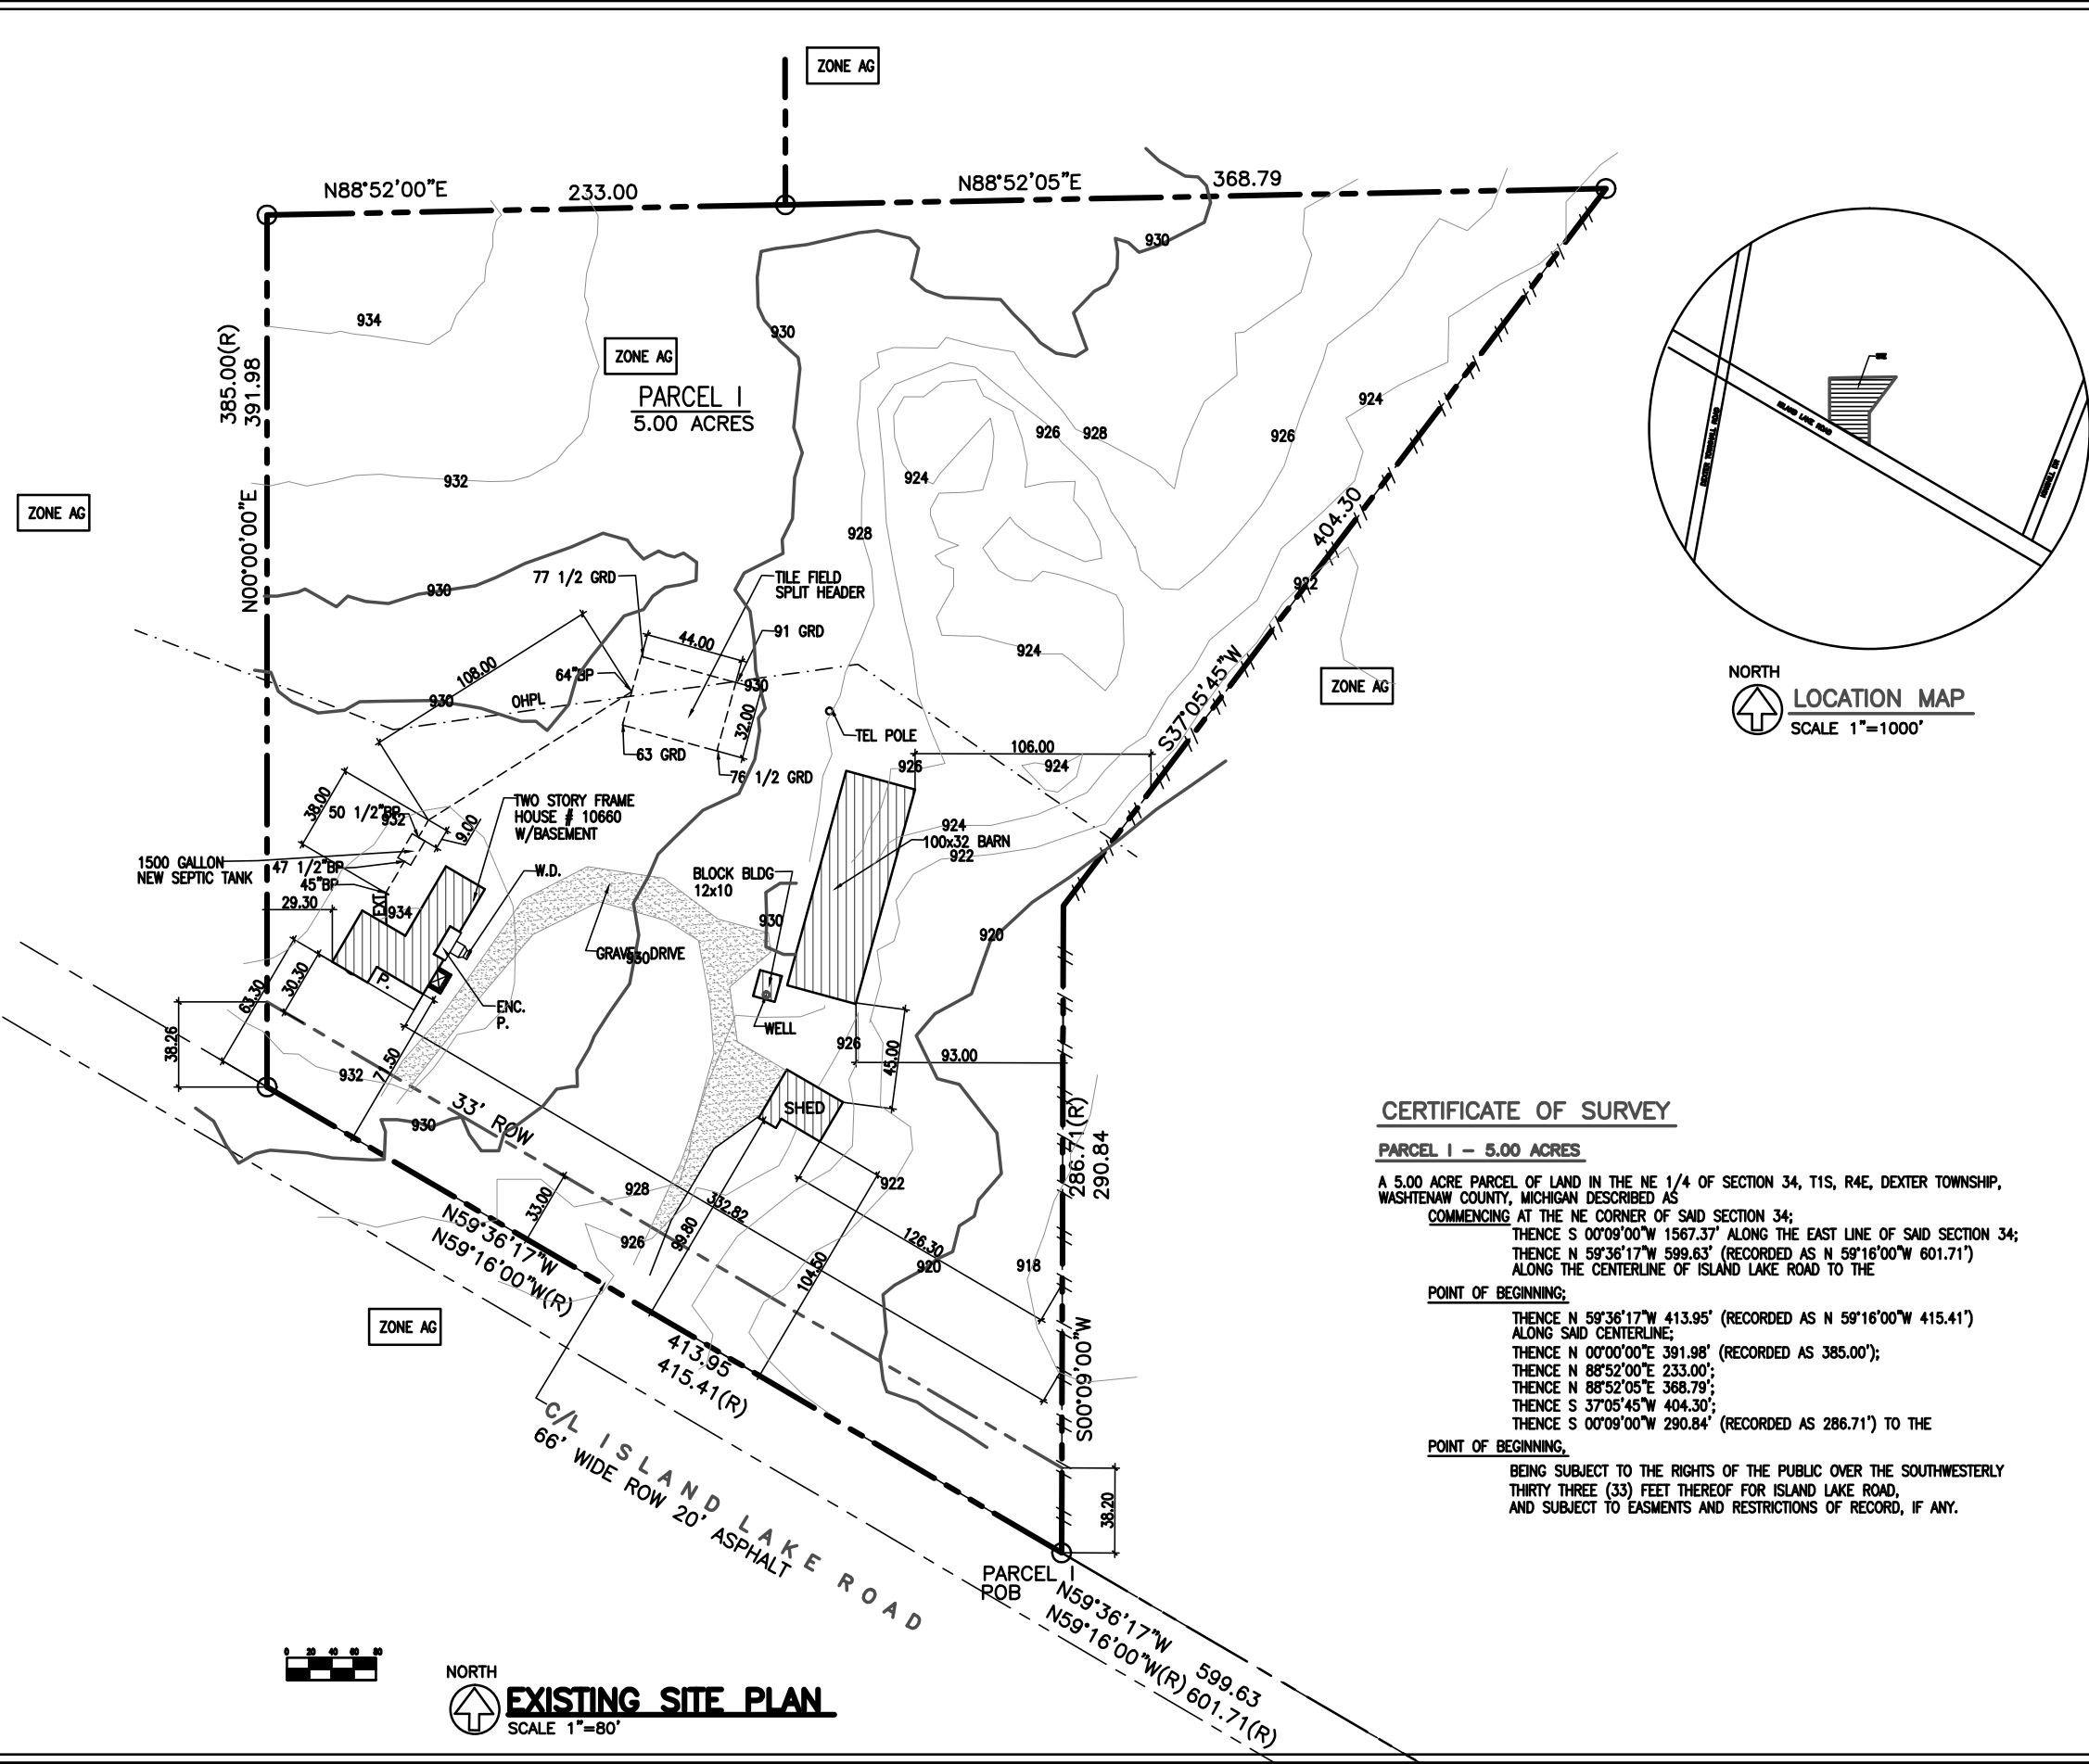 ZONE AG
N88°52'00"E
233.00
N88°52'05"E
368.79
930
934
930
385.00(R)
391.98
ZONE AG
PARCEL I
5.00 ACRES
924
926
928
926
932
924
ZONE AG
N00°00'00"E
928
404.30
930
77 1/2 GRD
TILE FIELD
SPLIT HEADER
922
91 GRD
44.00
108.00
64"BP
930
930
OHPL
924
S37°05'45"W
ZONE AG
32.00
TEL POLE
63 GRD
76 1/2 GRD
106.00
926
924
38.00
50 1/2"BP
932
9.00
TWO STORY FRAME
HOUSE # 10660
W/BASEMENT
924
100x32 BARN
922
1500 GALLON
NEW SEPTIC TANK
47 1/2"BP
45"BP
W.D.
BLOCK BLDG
12x10
29.30
EXT.
934
930
920
GRAVEL DRIVE
930
63.30
30.30
P.
ENC.
P.
WELL
38.26
926
45.00
93.00
71.50
932
33' ROW
930
SHED
286.71(R)
290.84
928
922
33.00
332.82
N59°36'17"W
N59°16'00"W(R)
926
99.80
126.30
104.50
920
918
ZONE AG
413.95
415.41(R)
S00°09'00"W
C/L ISLAND LAKE ROAD
66' WIDE ROW 20' ASPHALT
38.20
PARCEL I
POB
N59°36'17"W 599.63
N59°16'00"W(R) 601.71(R)
0 20 40 60 80
NORTH
EXISTING SITE PLAN
SCALE 1"=80'
SITE
ISLAND LAKE ROAD
DEXTER TOWNHALL ROAD
NORTH
LOCATION MAP
SCALE 1"=1000'
CERTIFICATE OF SURVEY
PARCEL I - 5.00 ACRES
A 5.00 ACRE PARCEL OF LAND IN THE NE 1/4 OF SECTION 34, T1S, R4E, DEXTER TOWNSHIP,
WASHTENAW COUNTY, MICHIGAN DESCRIBED AS
COMMENCING AT THE NE CORNER OF SAID SECTION 34;
THENCE S 00°09'00"W 1567.37' ALONG THE EAST LINE OF SAID SECTION 34;
THENCE N 59°36'17"W 599.63' (RECORDED AS N 59°16'00"W 601.71')
ALONG THE CENTERLINE OF ISLAND LAKE ROAD TO THE
POINT OF BEGINNING;
THENCE N 59°36'17"W 413.95' (RECORDED AS N 59°16'00"W 415.41')
ALONG SAID CENTERLINE;
THENCE N 00°00'00"E 391.98' (RECORDED AS 385.00');
THENCE N 88°52'00"E 233.00';
THENCE N 88°52'05"E 368.79';
THENCE S 37°05'45"W 404.30';
THENCE S 00°09'00"W 290.84' (RECORDED AS 286.71') TO THE
POINT OF BEGINNING,
BEING SUBJECT TO THE RIGHTS OF THE PUBLIC OVER THE SOUTHWESTERLY
THIRTY THREE (33) FEET THEREOF FOR ISLAND LAKE ROAD,
AND SUBJECT TO EASMENTS AND RESTRICTIONS OF RECORD, IF ANY.